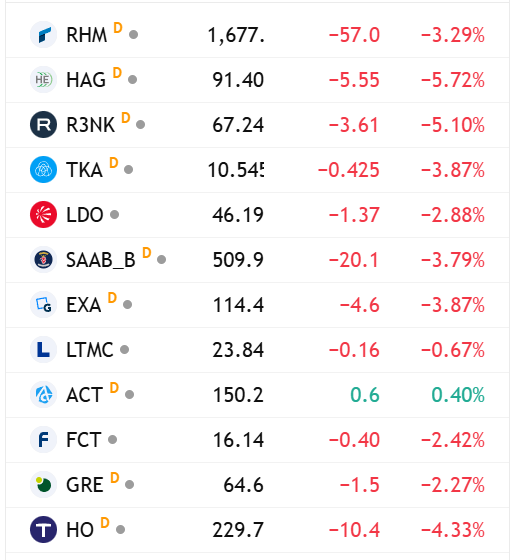 RHM D 1,677. −57.0 −3.29%
HE HAG D 91.40 −5.55 −5.72%
R R3NK D 67.24 −3.61 −5.10%
TKA D 10.545 −0.425 −3.87%
LDO 46.19 −1.37 −2.88%
SAAB_B D 509.9 −20.1 −3.79%
G EXA D 114.4 −4.6 −3.87%
L LTMC 23.84 −0.16 −0.67%
ACT D 150.2 0.6 0.40%
F FCT 16.14 −0.40 −2.42%
GRE D 64.6 −1.5 −2.27%
T HO D 229.7 −10.4 −4.33%